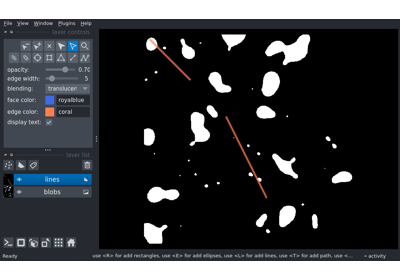 File View Window Plugins Help
layer controls
opacity: 0.70
edge width: 5
blending: translucen
face color: royalblue
edge color: coral
display text:
layer list
lines
blobs
Ready
use <R> for add rectangles, use <E> for add ellipses, use <L> for add lines, use <T> for add path, use <...
activity